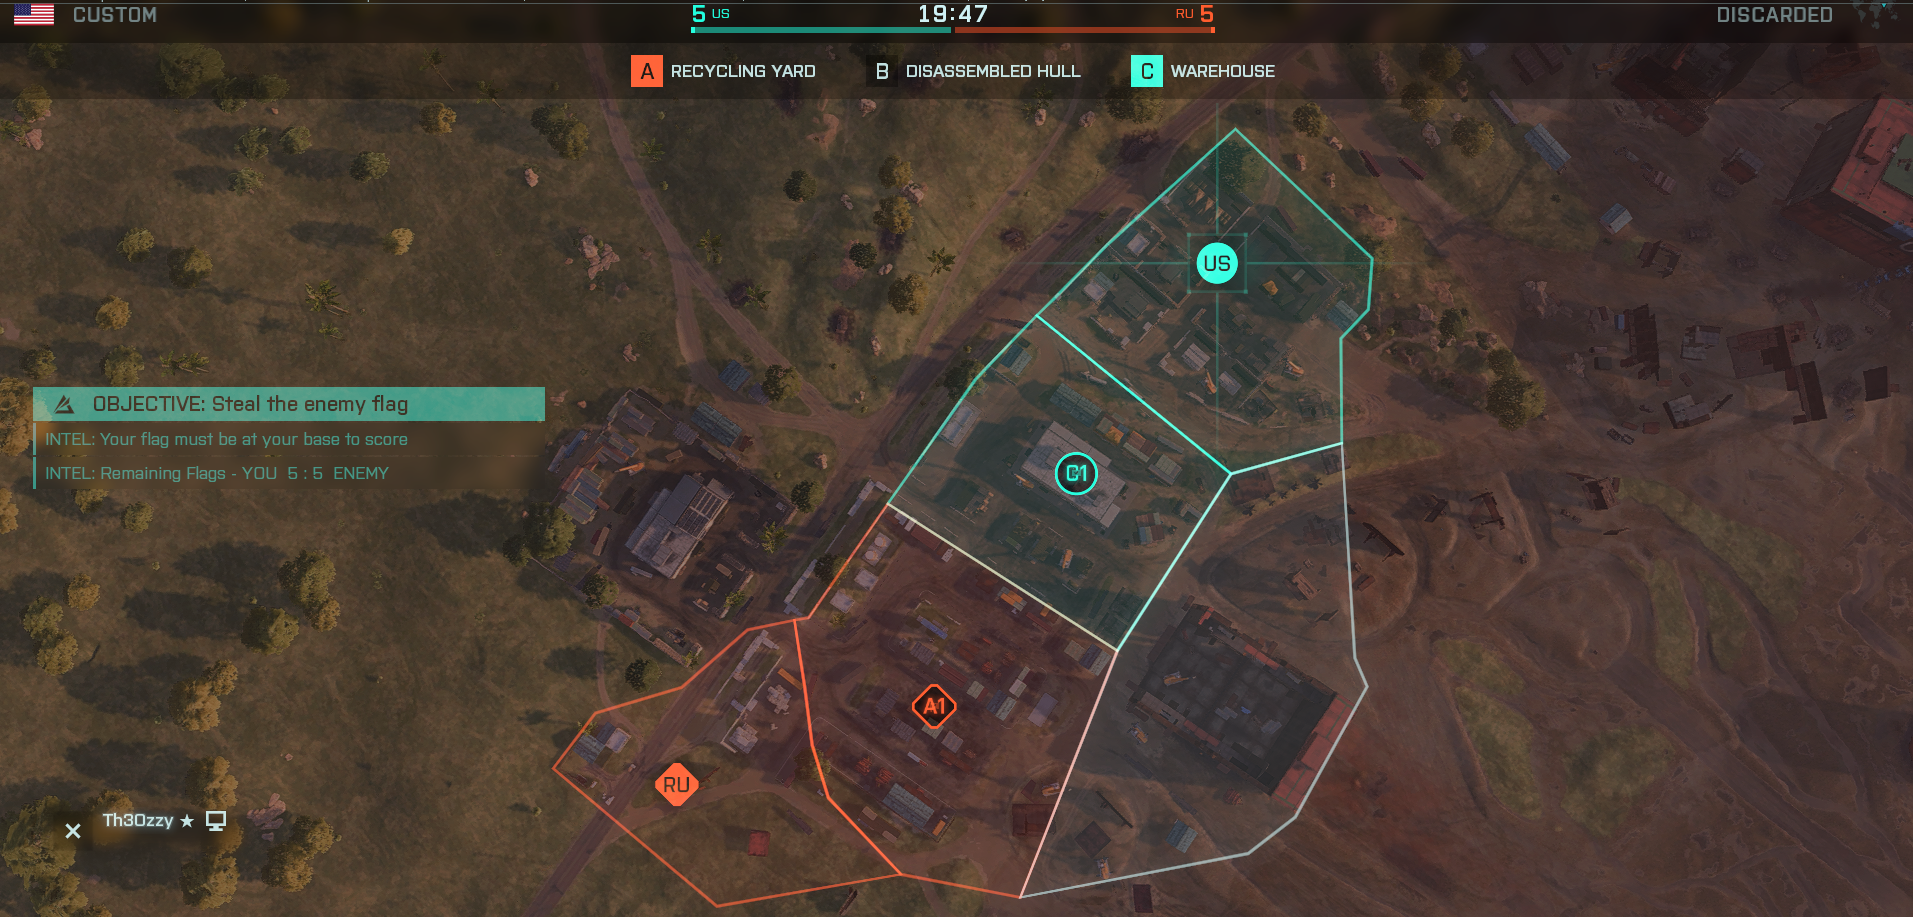 CUSTOM
5 US
19:47
RU 5
DISCARDED
A RECYCLING YARD
B DISASSEMBLED HULL
C WAREHOUSE
US
OBJECTIVE: Steal the enemy flag
INTEL: Your flag must be at your base to score
INTEL: Remaining Flags - YOU 5 : 5 ENEMY
C1
A1
RU
Th3Ozzy